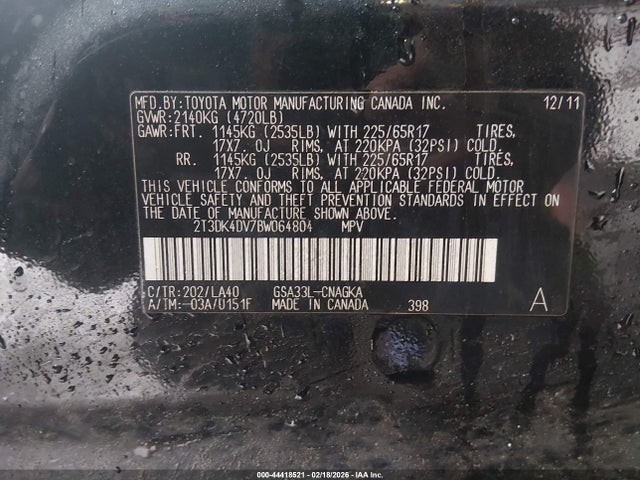 MFD. BY: TOYOTA MOTOR MANUFACTURING CANADA INC. 12/11
GVWR: 2140KG (4720LB)
GAWR: FRT. 1145KG (2535LB) WITH 225/65R17 TIRES,
17X7.0J RIMS, AT 220KPA (32PSI) COLD.
RR. 1145KG (2535LB) WITH 225/65R17 TIRES,
17X7.0J RIMS, AT 220KPA (32PSI) COLD.
THIS VEHICLE CONFORMS TO ALL APPLICABLE FEDERAL MOTOR
VEHICLE SAFETY AND THEFT PREVENTION STANDARDS IN EFFECT ON
THE DATE OF MANUFACTURE SHOWN ABOVE.
2T3DK4DV7BW064804 MPV
C/TR: 202/LA40 GSA33L-CNAGKA
A/TM: -03A/U151F MADE IN CANADA 398 A
000-44418521 - 02/18/2026 - IAA Inc.